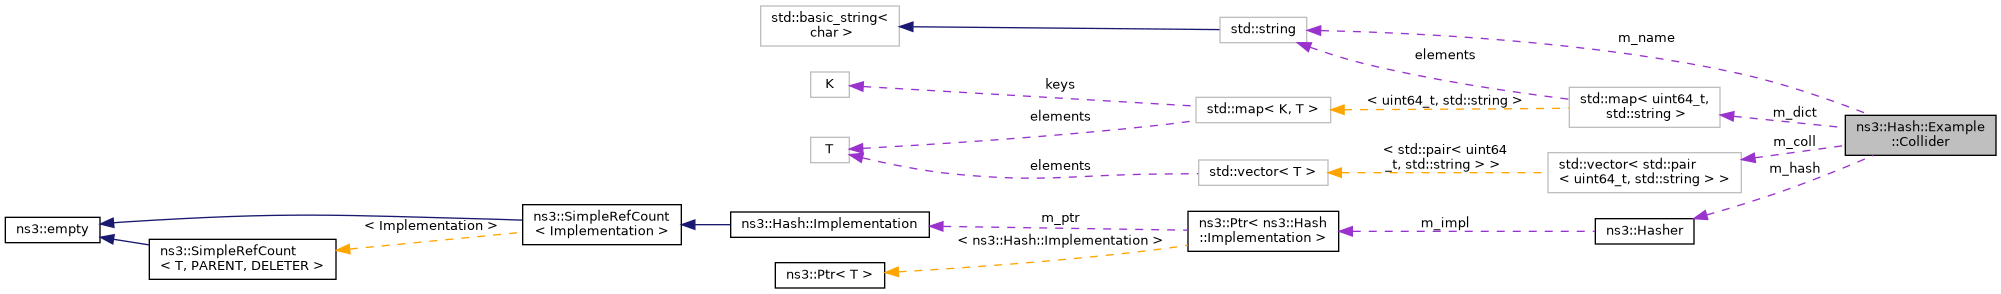 std::basic_string<
char >
std::string
m_name
elements
K
keys
std::map< K, T >
< uint64_t, std::string >
std::map< uint64_t,
std::string >
m_dict
ns3::Hash::Example
::Collider
elements
T
m_coll
< std::pair< uint64
_t, std::string > >
elements
std::vector< T >
std::vector< std::pair
< uint64_t, std::string > >
m_hash
ns3::empty
< Implementation >
ns3::SimpleRefCount
< Implementation >
ns3::Hash::Implementation
m_ptr
ns3::Ptr< ns3::Hash
::Implementation >
m_impl
ns3::Hasher
ns3::SimpleRefCount
< T, PARENT, DELETER >
< ns3::Hash::Implementation >
ns3::Ptr< T >